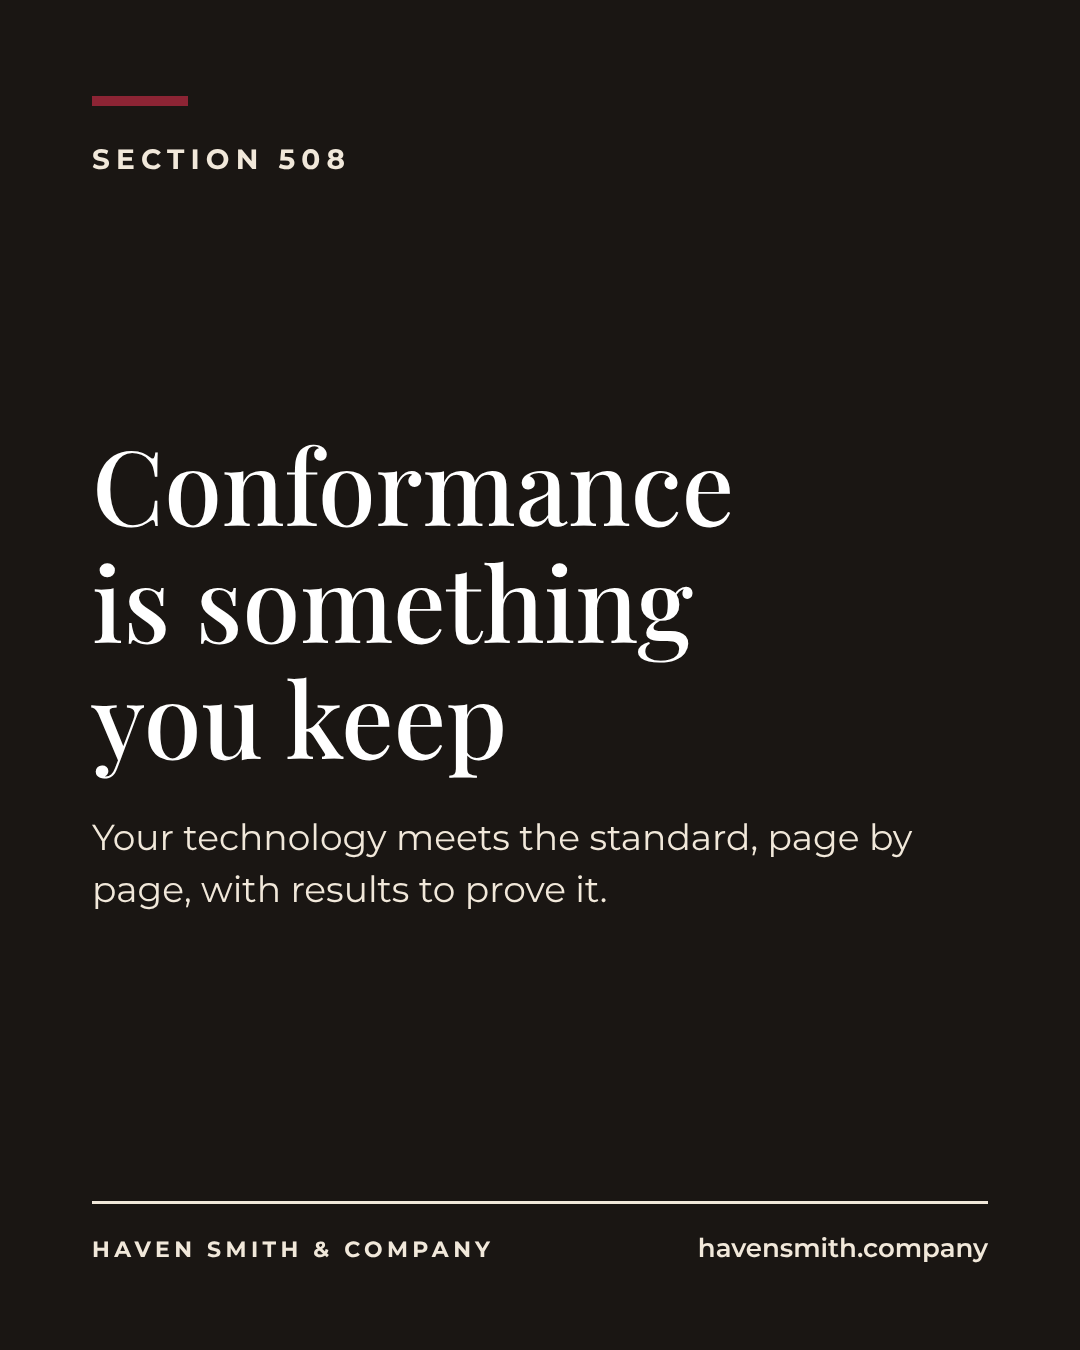 SECTION 508
Conformance
is something
you keep
Your technology meets the standard, page by
page, with results to prove it.
HAVEN SMITH & COMPANY
havensmith.company